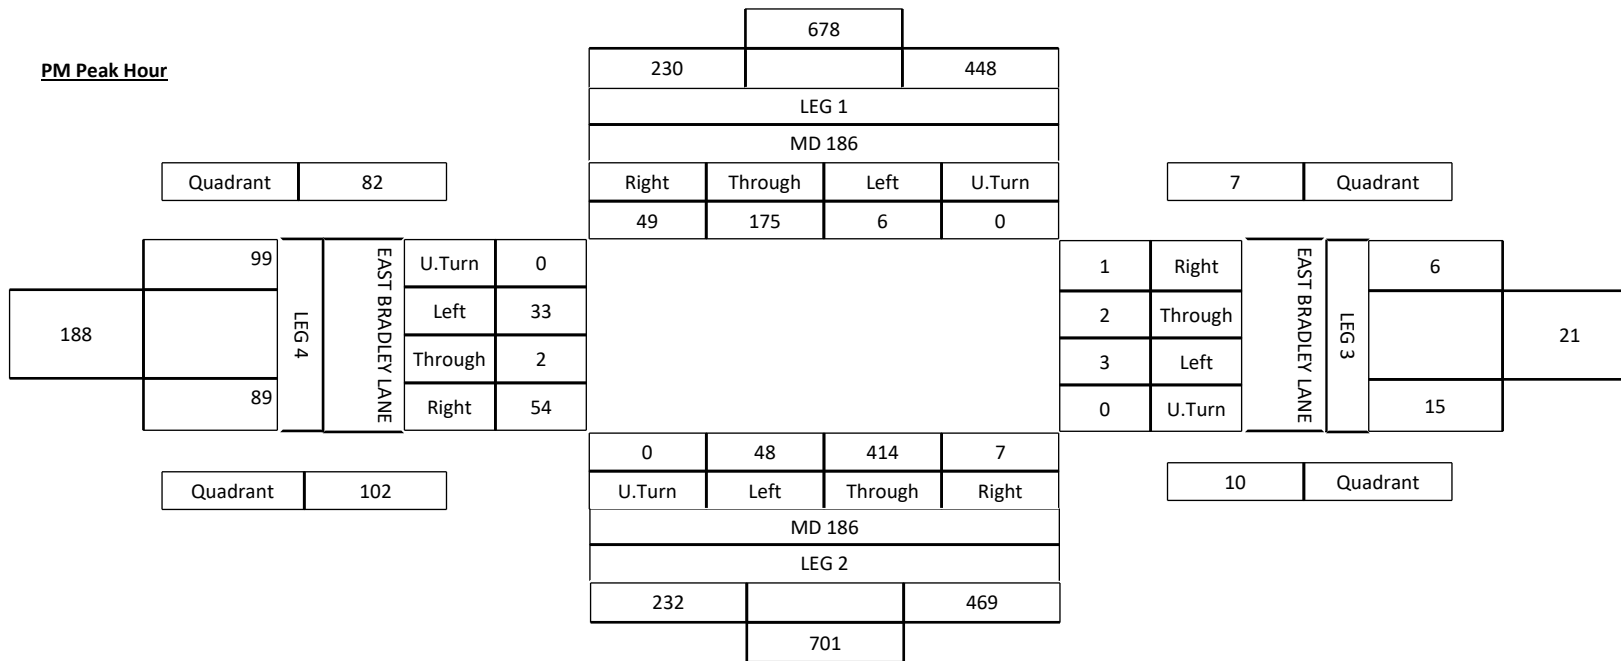 678
PM Peak Hour
230 448
LEG 1
MD 186
Quadrant 82
Right Through Left U.Turn
7 Quadrant
49 175 6 0
99
U.Turn 0
1 Right
6
188
LEG 4
EAST BRADLEY LANE
Left 33
2 Through
EAST BRADLEY LANE
LEG 3
21
Through 2
3 Left
89
Right 54
0 U.Turn
15
0 48 414 7
Quadrant 102
U.Turn Left Through Right
10 Quadrant
MD 186
LEG 2
232 469
701